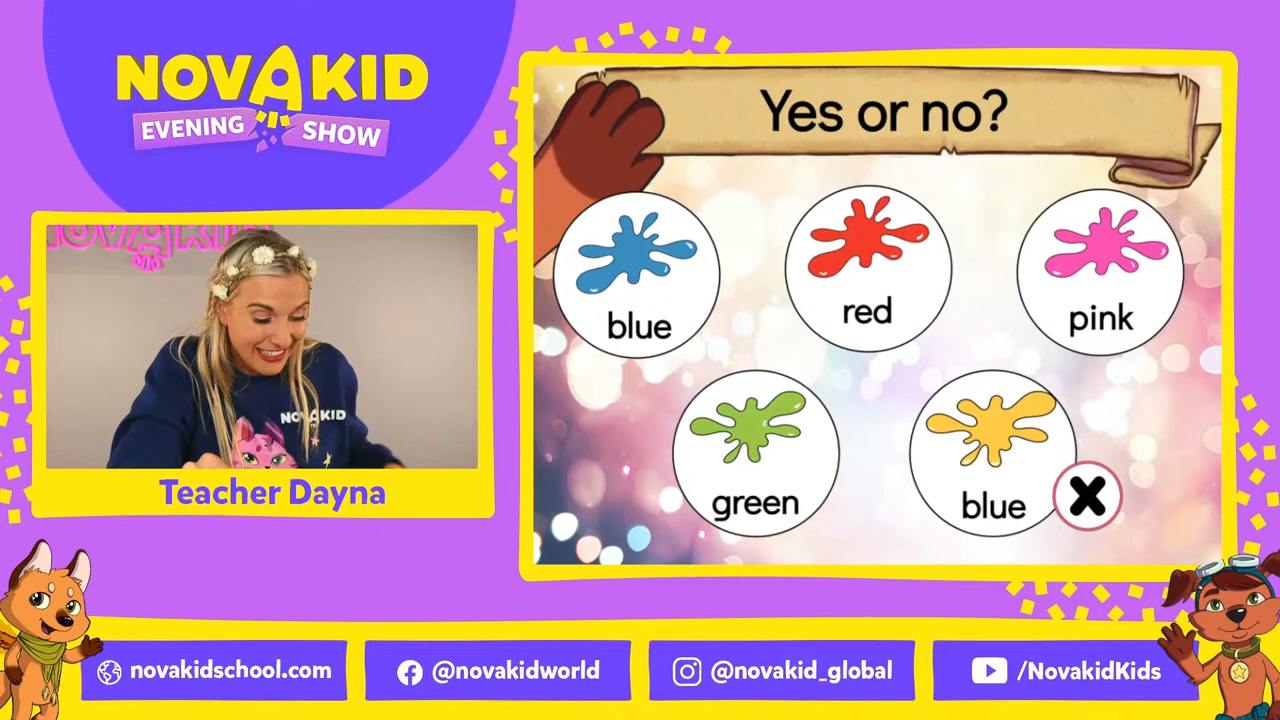 NOVAKID
EVENING SHOW
NOVAKID
NOVAKID
Teacher Dayna
Yes or no?
blue
red
pink
green
blue
X
novakidschool.com
@novakidworld
@novakid_global
/NovakidKids